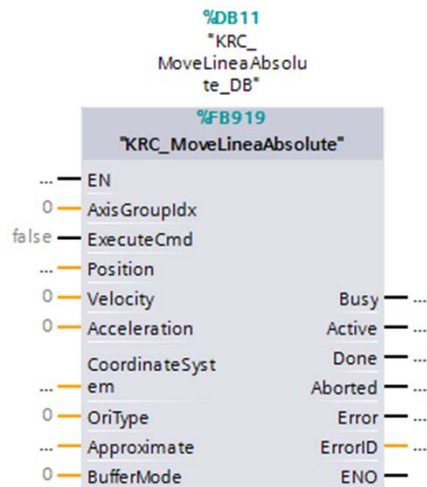 %DB11
"KRC_
MoveLineaAbsolu
te_DB"
%FB919
"KRC_MoveLineaAbsolute"
... EN
0 AxisGroupIdx
false ExecuteCmd
... Position
0 Velocity Busy ...
0 Acceleration Active ...
CoordinateSyst Done ...
... em Aborted ...
0 OriType Error ...
... Approximate ErrorID ...
0 BufferMode ENO